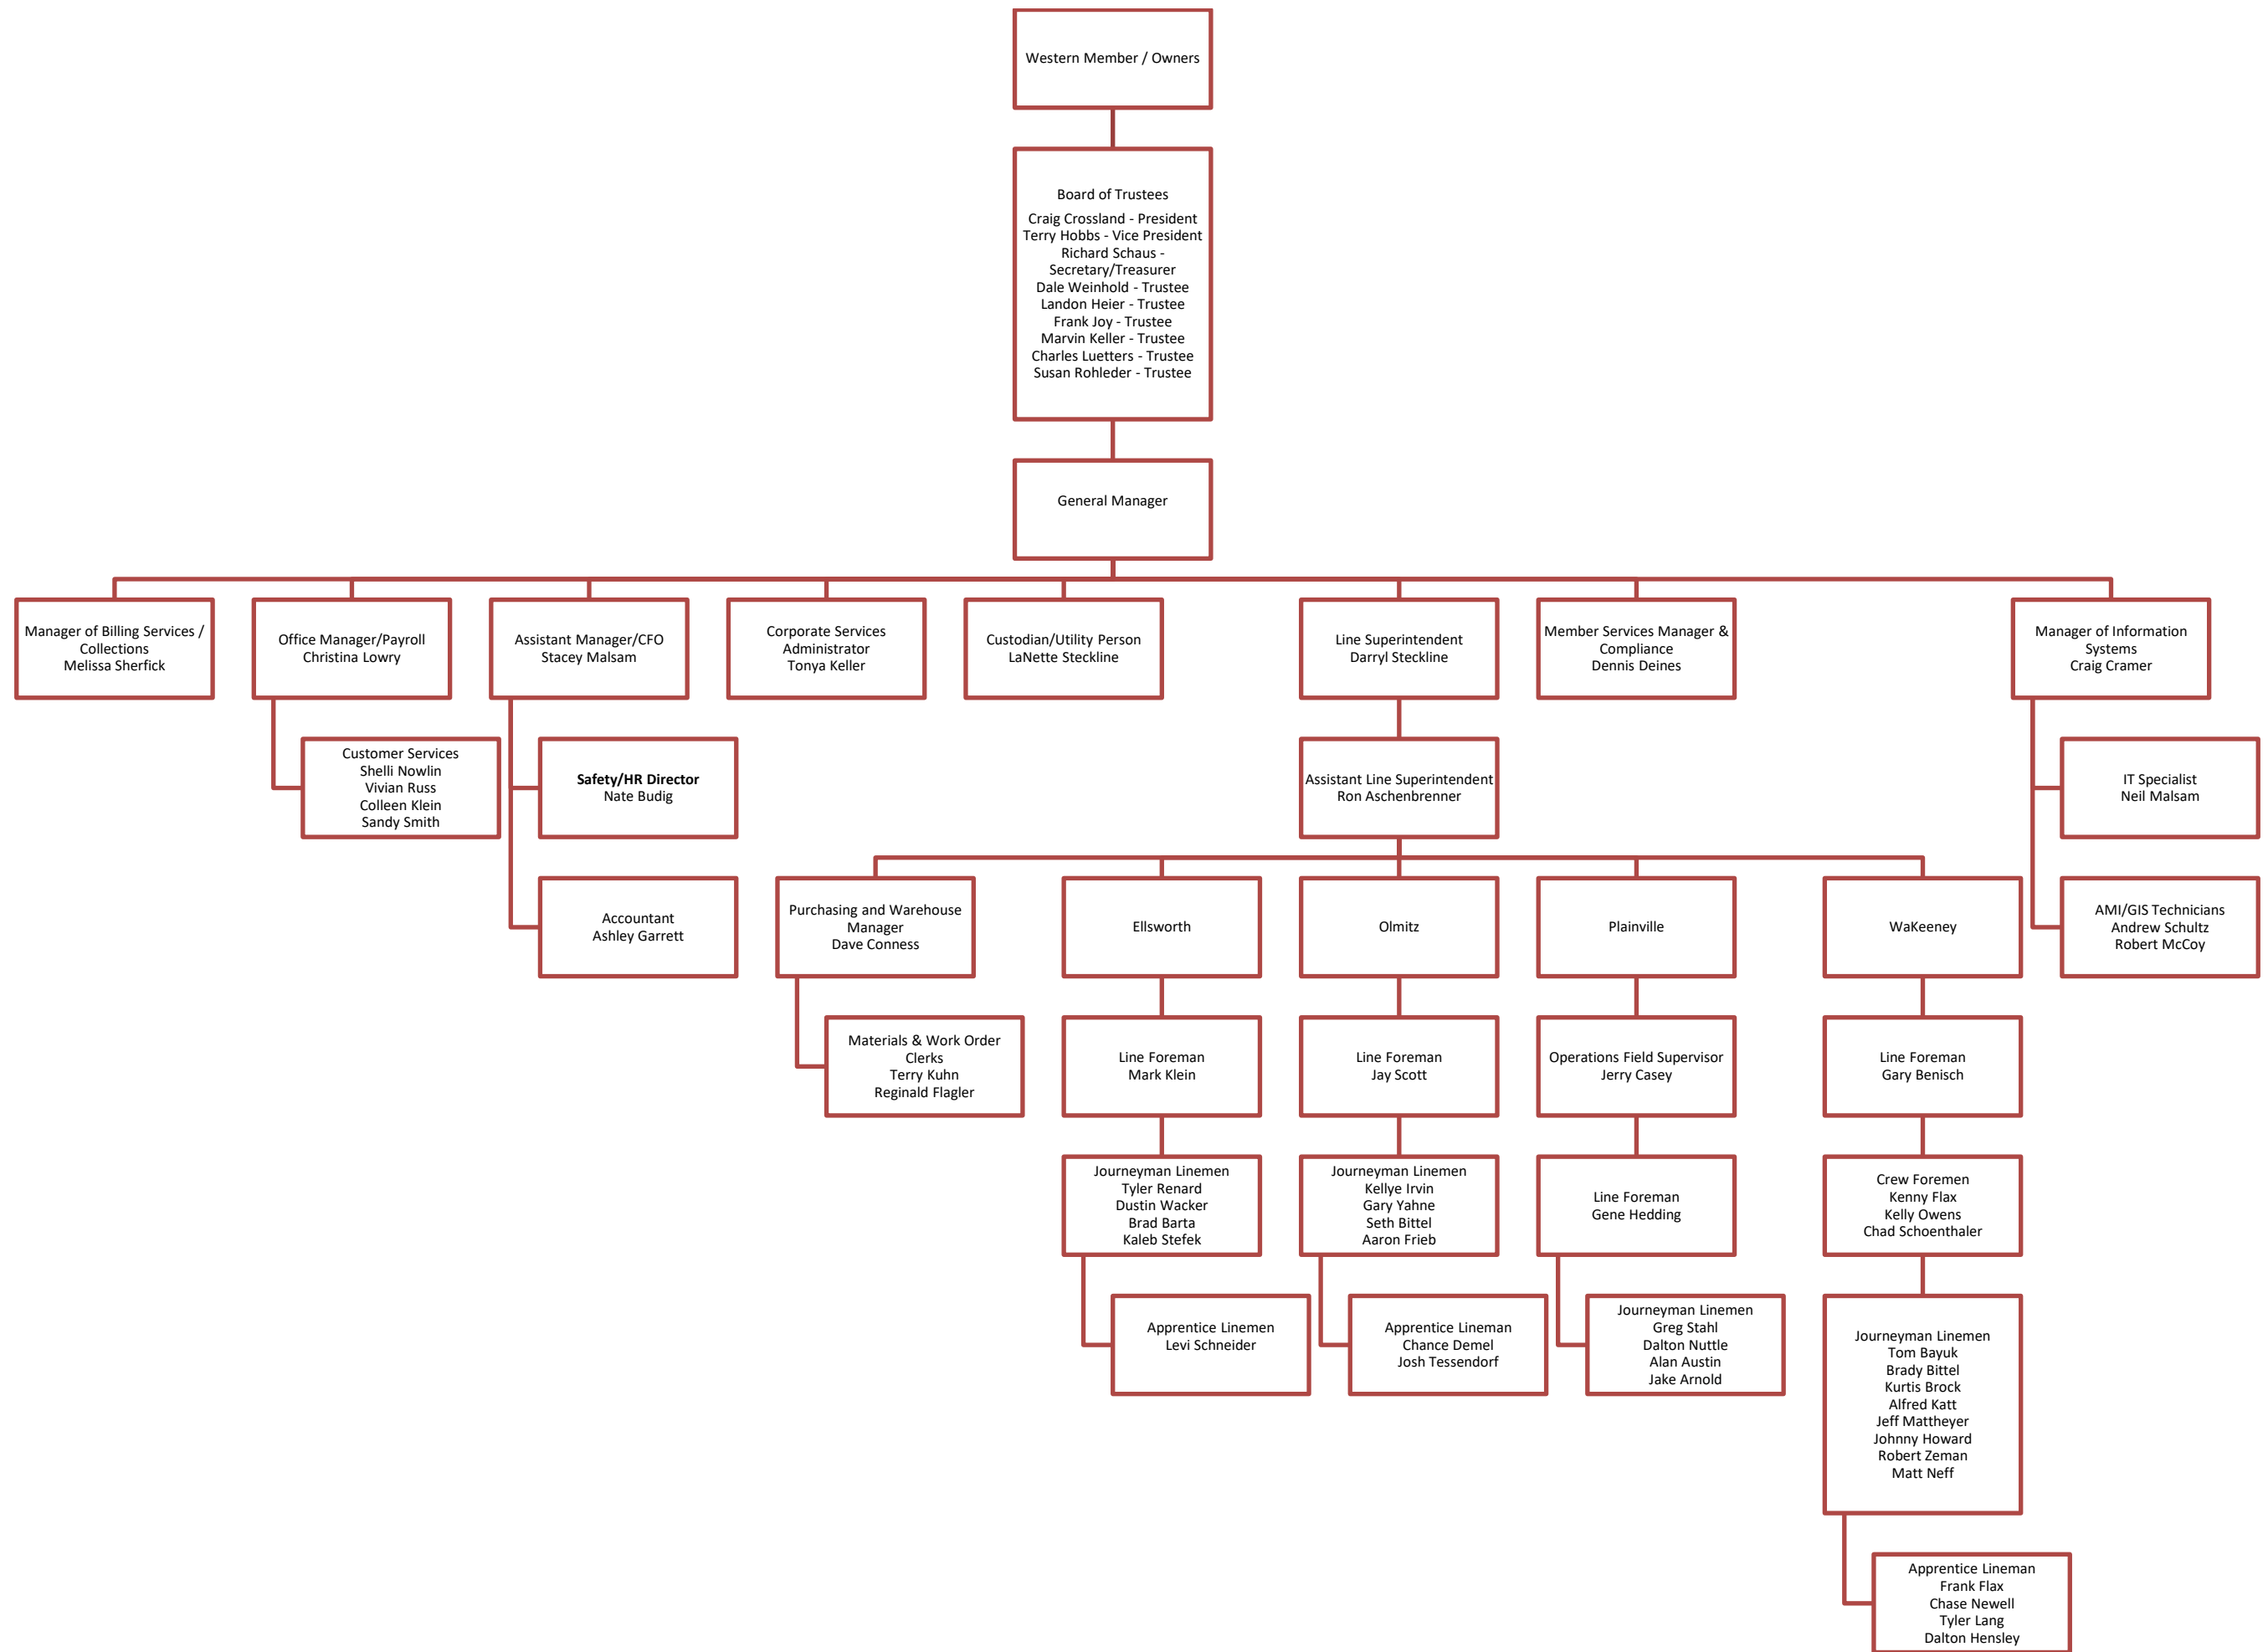 Western Member / Owners
Board of Trustees
Craig Crossland - President
Terry Hobbs - Vice President
Richard Schaus -
Secretary/Treasurer
Dale Weinhold - Trustee
Landon Heier - Trustee
Frank Joy - Trustee
Marvin Keller - Trustee
Charles Luetters - Trustee
Susan Rohleder - Trustee
General Manager
Manager of Billing Services /
Collections
Melissa Sherfick
Office Manager/Payroll
Christina Lowry
Assistant Manager/CFO
Stacey Malsam
Corporate Services
Administrator
Tonya Keller
Custodian/Utility Person
LaNette Steckline
Line Superintendent
Darryl Steckline
Member Services Manager &
Compliance
Dennis Deines
Manager of Information
Systems
Craig Cramer
Customer Services
Shelli Nowlin
Vivian Russ
Colleen Klein
Sandy Smith
Safety/HR Director
Nate Budig
Assistant Line Superintendent
Ron Aschenbrenner
IT Specialist
Neil Malsam
Accountant
Ashley Garrett
Purchasing and Warehouse
Manager
Dave Conness
Ellsworth
Olmitz
Plainville
WaKeeney
AMI/GIS Technicians
Andrew Schultz
Robert McCoy
Materials & Work Order
Clerks
Terry Kuhn
Reginald Flagler
Line Foreman
Mark Klein
Line Foreman
Jay Scott
Operations Field Supervisor
Jerry Casey
Line Foreman
Gary Benisch
Journeyman Linemen
Tyler Renard
Dustin Wacker
Brad Barta
Kaleb Stefek
Journeyman Linemen
Kellye Irvin
Gary Yahne
Seth Bittel
Aaron Frieb
Line Foreman
Gene Hedding
Crew Foremen
Kenny Flax
Kelly Owens
Chad Schoenthaler
Apprentice Linemen
Levi Schneider
Apprentice Lineman
Chance Demel
Josh Tessendorf
Journeyman Linemen
Greg Stahl
Dalton Nuttle
Alan Austin
Jake Arnold
Journeyman Linemen
Tom Bayuk
Brady Bittel
Kurtis Brock
Alfred Katt
Jeff Mattheyer
Johnny Howard
Robert Zeman
Matt Neff
Apprentice Lineman
Frank Flax
Chase Newell
Tyler Lang
Dalton Hensley